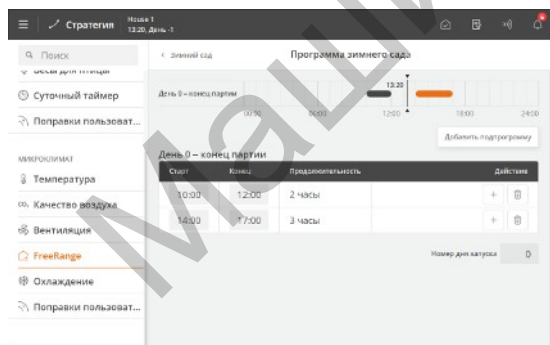 Стратегия
House 1
13:20, День -1
Поиск
Весы для птицы
Суточный таймер
Поправки пользоват...
МИКРОКЛИМАТ
Температура
Качество воздуха
Вентиляция
FreeRange
Охлаждение
Поправки пользоват...
Зимний сад
Программа зимнего сада
13:20
День 0 – конец партии
00:00 06:00 12:00 18:00 24:00
Добавить подпрограмму
День 0 – конец партии
Старт Конец Продолжительность Действие
10:00 12:00 2 часы
14:00 17:00 3 часы
Номер дня запуска 0
Маши